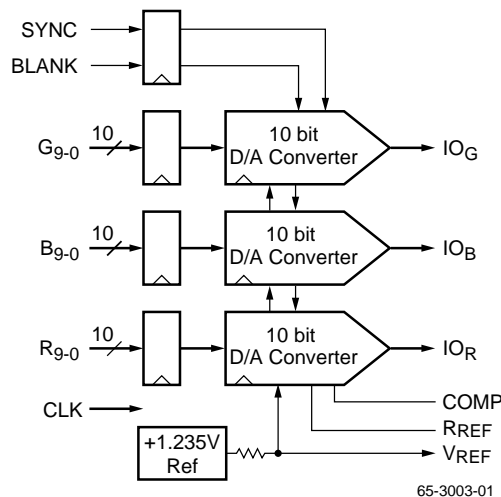 SYNC
BLANK
10 bit
D/A Converter
G9-0
10
IOG
10 bit
D/A Converter
B9-0
10
IOB
10 bit
D/A Converter
R9-0
10
IOR
CLK
COMP
RREF
+1.235V
Ref
VREF
65-3003-01